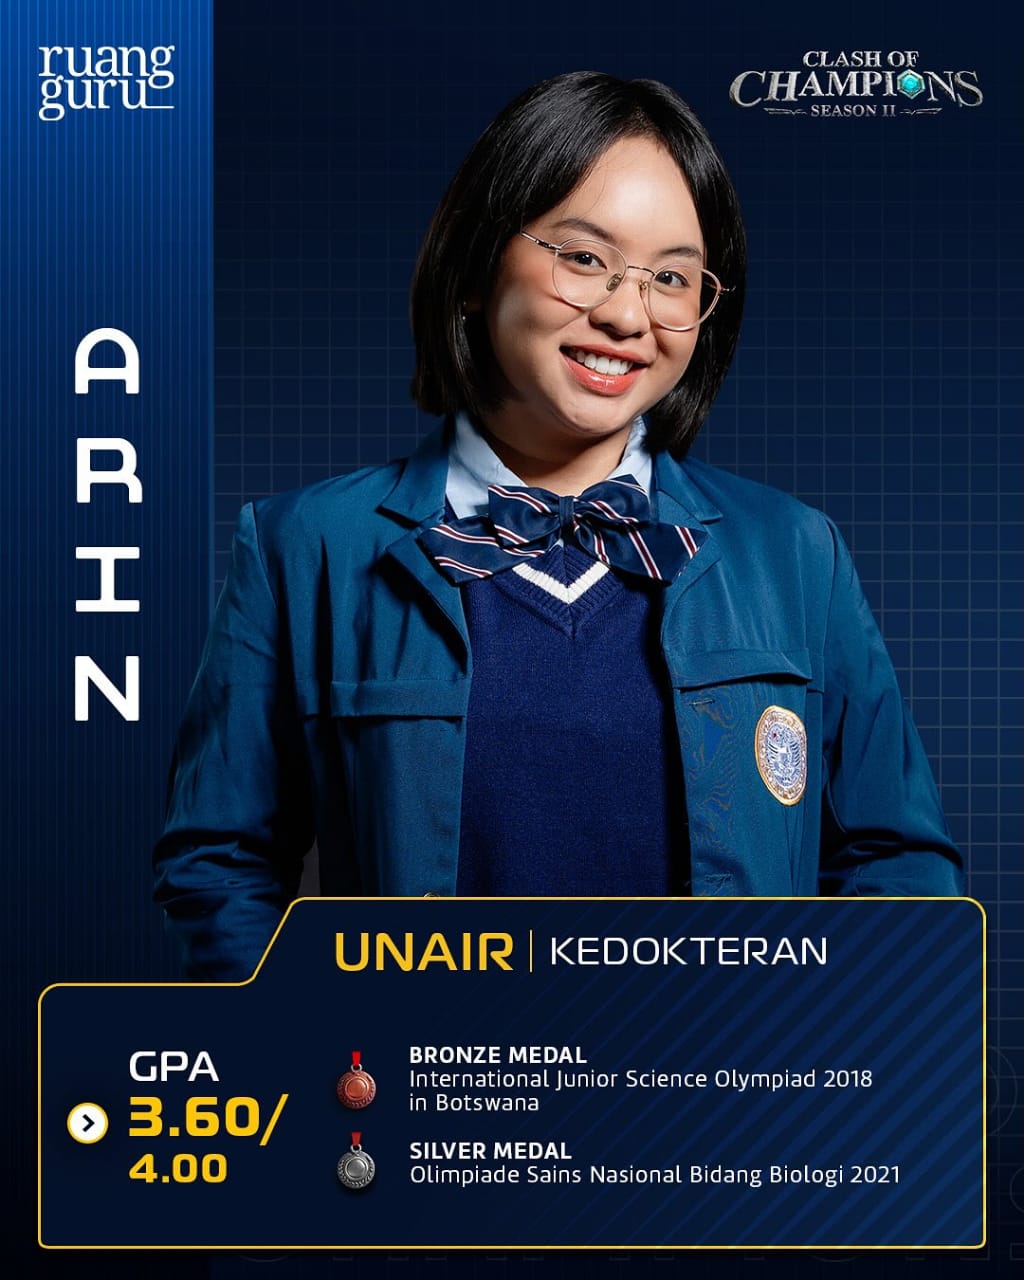 ruang
guru
CLASH OF
CHAMPIONS
SEASON II
ARIN
UNAIR | KEDOKTERAN
GPA
3.60/
4.00
BRONZE MEDAL
International Junior Science Olympiad 2018
in Botswana
SILVER MEDAL
Olimpiade Sains Nasional Bidang Biologi 2021